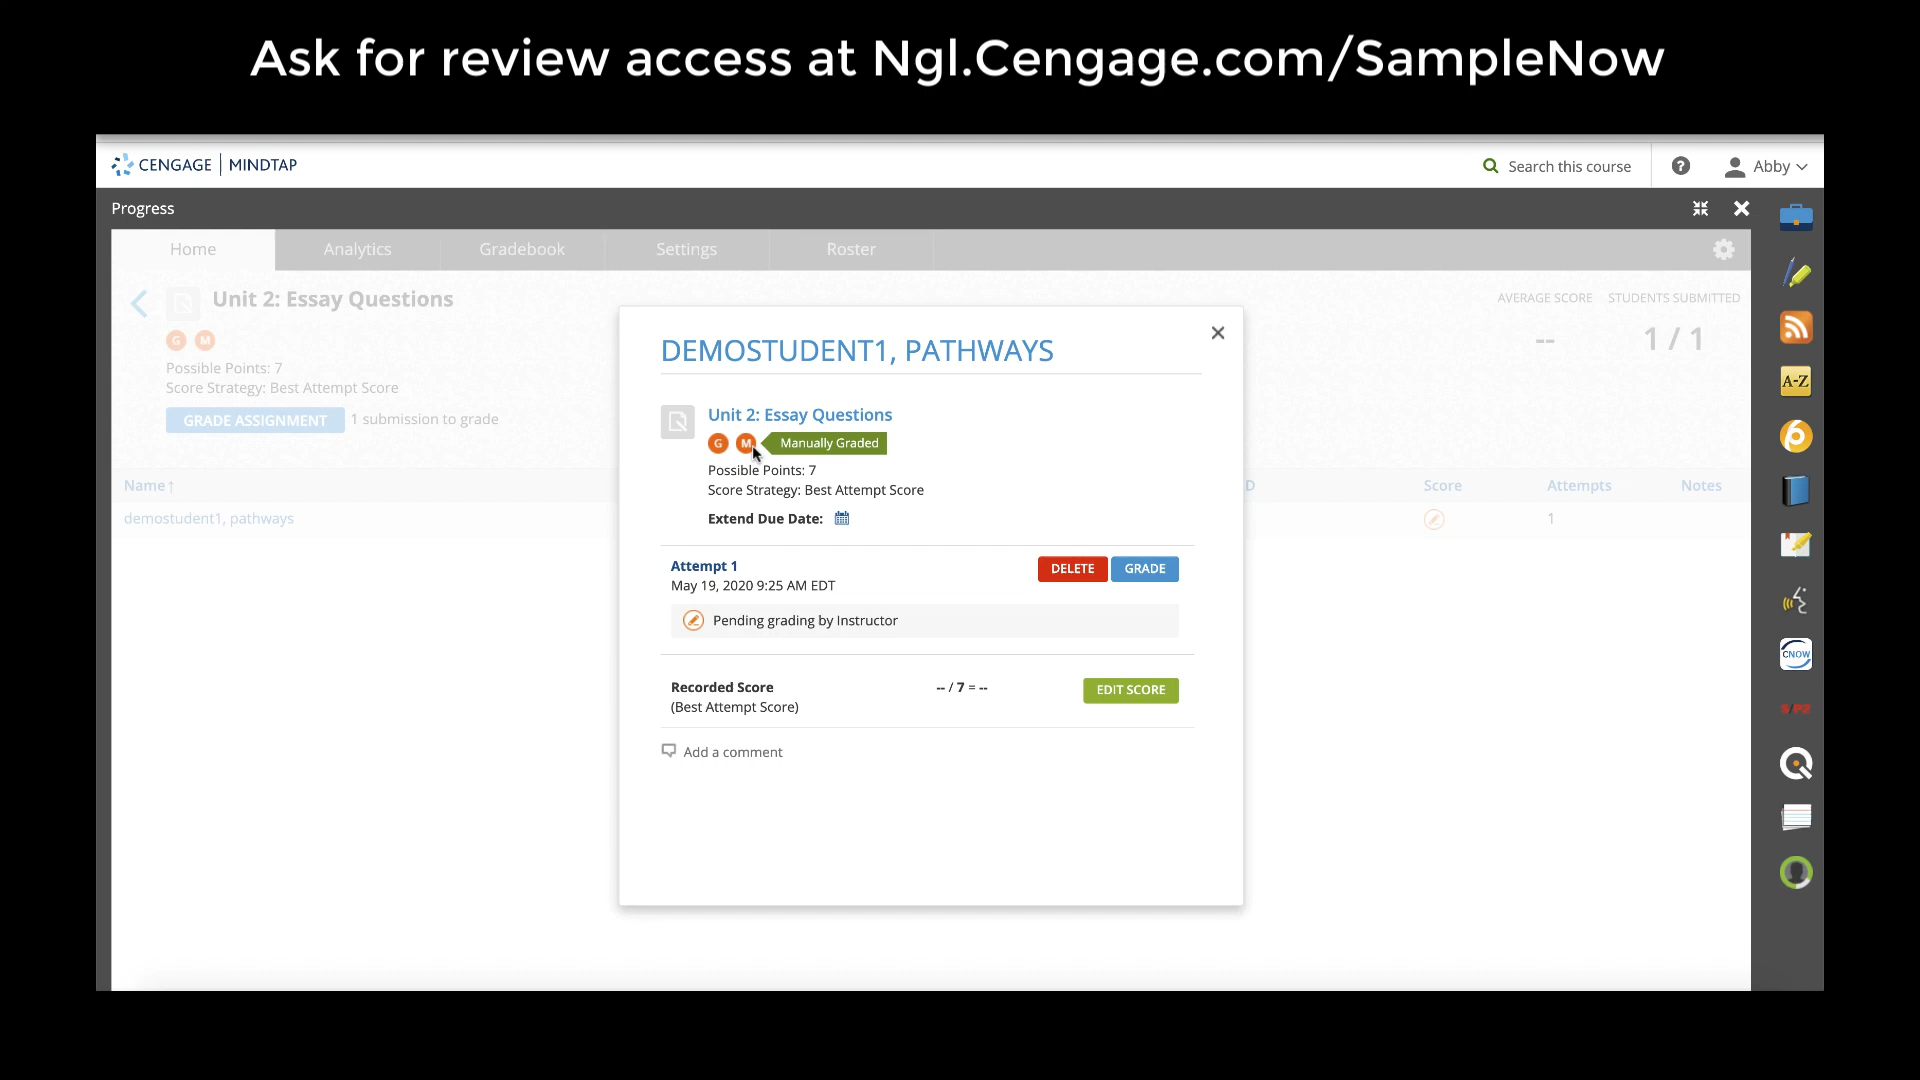 Ask for review access at Ngl.Cengage.com/SampleNow
CENGAGE | MINDTAP
Search this course
?
Abby
Progress
Home
Analytics
Gradebook
Settings
Roster
Unit 2: Essay Questions
G M
Possible Points: 7
Score Strategy: Best Attempt Score
GRADE ASSIGNMENT 1 submission to grade
AVERAGE SCORE STUDENTS SUBMITTED
-- 1 / 1
Name↑
D Score Attempts Notes
demostudent1, pathways
1
DEMOSTUDENT1, PATHWAYS
Unit 2: Essay Questions
G M Manually Graded
Possible Points: 7
Score Strategy: Best Attempt Score
Extend Due Date:
Attempt 1
DELETE GRADE
May 19, 2020 9:25 AM EDT
Pending grading by Instructor
Recorded Score -- / 7 = -- EDIT SCORE
(Best Attempt Score)
Add a comment
A-Z
CNOW